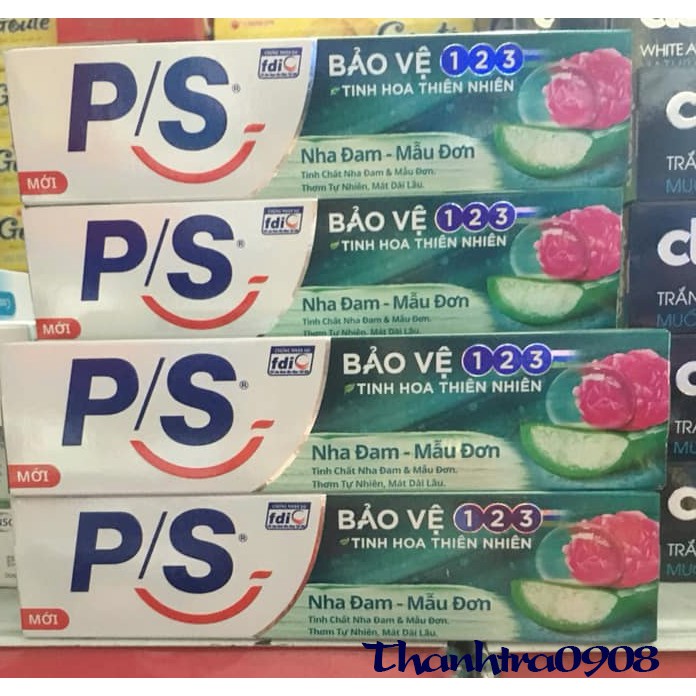 P/S®
MỚI
fdi
BẢO VỆ 123
TINH HOA THIÊN NHIÊN
Nha Đam - Mẫu Đơn
Tinh Chất Nha Đam & Mẫu Đơn.
Thơm Tự Nhiên, Mát Dài Lâu.
P/S®
MỚI
fdi
BẢO VỆ 123
TINH HOA THIÊN NHIÊN
Nha Đam - Mẫu Đơn
Tinh Chất Nha Đam & Mẫu Đơn.
Thơm Tự Nhiên, Mát Dài Lâu.
P/S®
MỚI
fdi
BẢO VỆ 123
TINH HOA THIÊN NHIÊN
Nha Đam - Mẫu Đơn
Tinh Chất Nha Đam & Mẫu Đơn.
Thơm Tự Nhiên, Mát Dài Lâu.
P/S®
MỚI
fdi
BẢO VỆ 123
TINH HOA THIÊN NHIÊN
Nha Đam - Mẫu Đơn
Tinh Chất Nha Đam & Mẫu Đơn.
Thơm Tự Nhiên, Mát Dài Lâu.
WHITE
Thanhtra0908